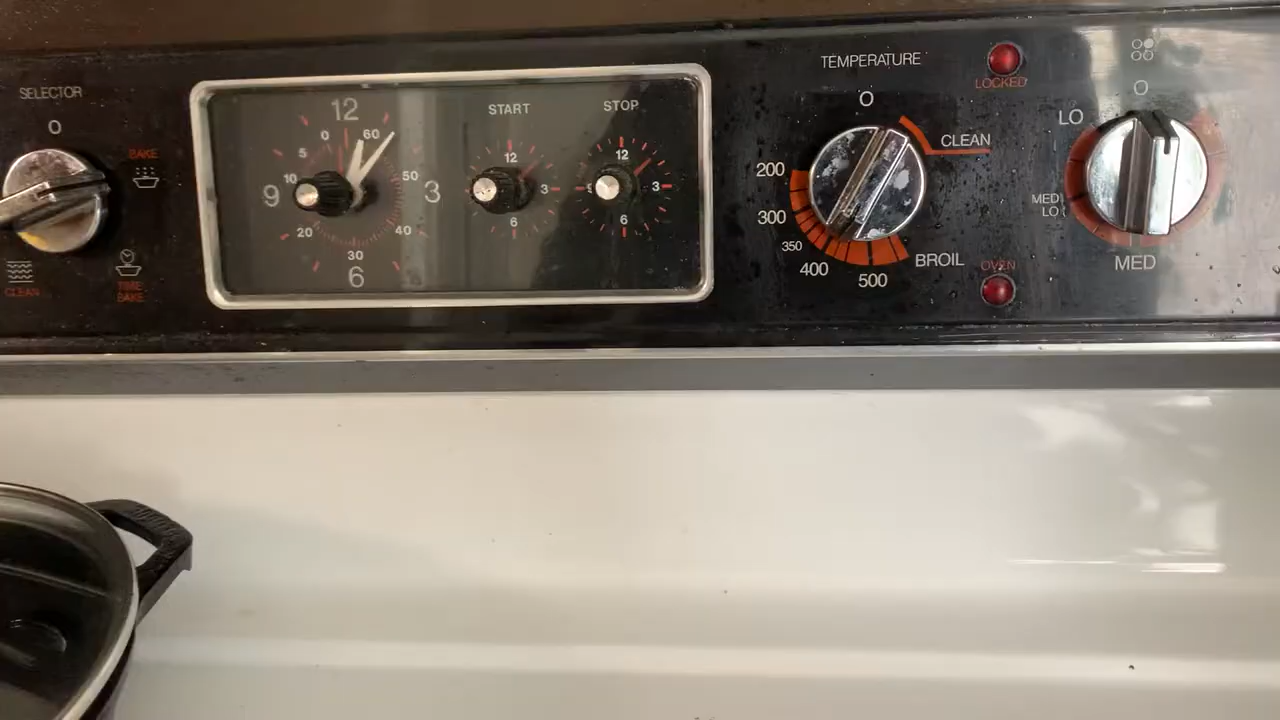 SELECTOR
O
BAKE
CLEAN
TIME
BAKE
12
0
60
5
9
10
50
3
20
40
30
6
START
12
3
6
STOP
12
3
6
TEMPERATURE
O
CLEAN
200
300
350
400
500
BROIL
LOCKED
OVEN
O
LO
MED
LO
MED